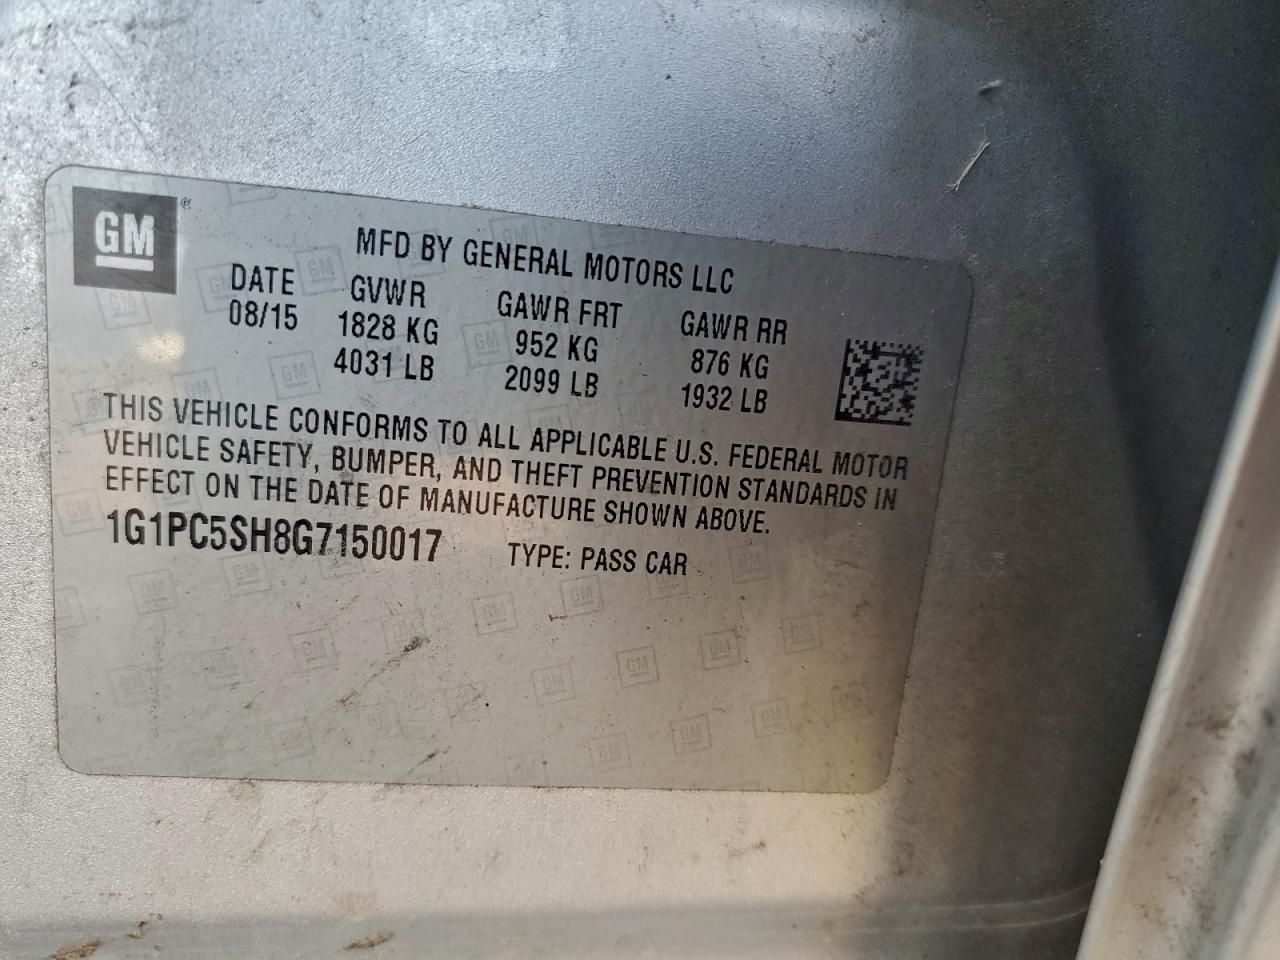 GM®
MFD BY GENERAL MOTORS LLC
DATE GVWR GAWR FRT GAWR RR
08/15 1828 KG 952 KG 876 KG
4031 LB 2099 LB 1932 LB
THIS VEHICLE CONFORMS TO ALL APPLICABLE U.S. FEDERAL MOTOR
VEHICLE SAFETY, BUMPER, AND THEFT PREVENTION STANDARDS IN
EFFECT ON THE DATE OF MANUFACTURE SHOWN ABOVE.
1G1PC5SH8G7150017 TYPE: PASS CAR